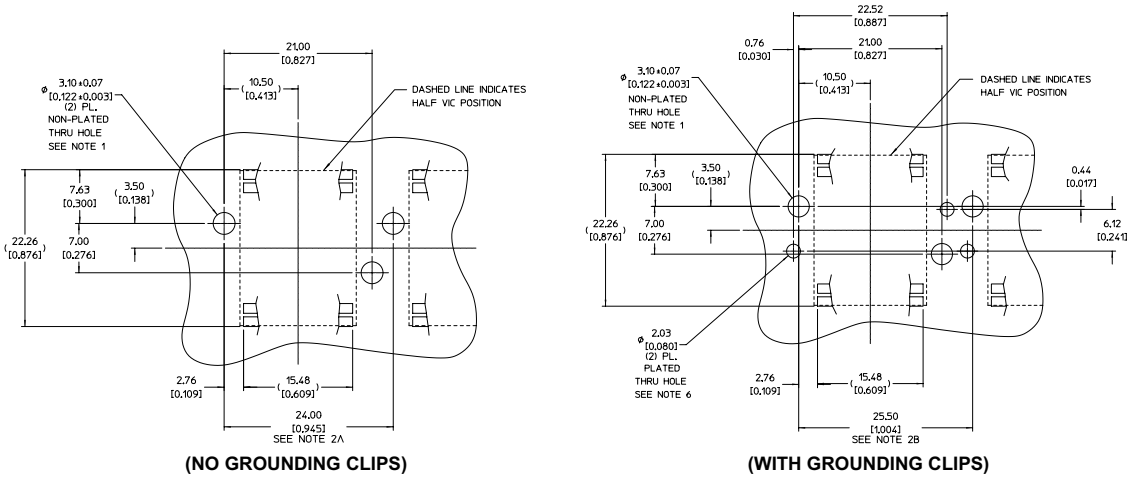 21.00
[0.827]
(10.50)
[0.413]
ø 3.10±0.07
[0.122±0.003]
(2) PL.
NON-PLATED
THRU HOLE
SEE NOTE 1
DASHED LINE INDICATES
HALF VIC POSITION
7.63
[0.300]
(3.50)
[0.138]
(22.26)
[0.876]
7.00
[0.276]
2.76
[0.109]
(15.48)
[0.609]
24.00
[0.945]
SEE NOTE 2A
(NO GROUNDING CLIPS)
22.52
[0.887]
0.76
[0.030]
21.00
[0.827]
(10.50)
[0.413]
ø 3.10±0.07
[0.122±0.003]
NON-PLATED
THRU HOLE
SEE NOTE 1
DASHED LINE INDICATES
HALF VIC POSITION
7.63
[0.300]
(3.50)
[0.138]
0.44
[0.017]
(22.26)
[0.876]
7.00
[0.276]
6.12
[0.241]
ø 2.03
[0.080]
(2) PL.
PLATED
THRU HOLE
SEE NOTE 6
2.76
[0.109]
(15.48)
[0.609]
25.50
[1.004]
SEE NOTE 2B
(WITH GROUNDING CLIPS)